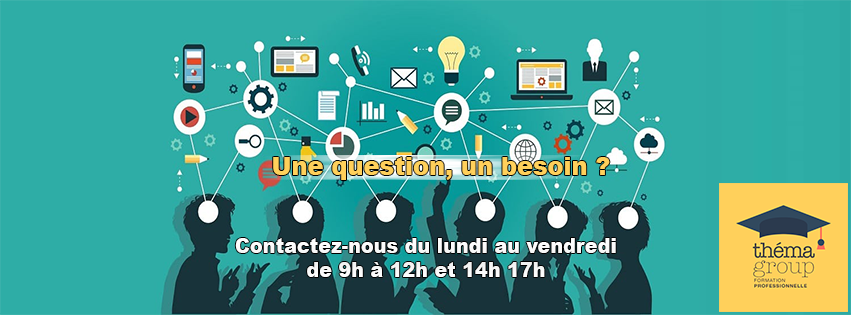 Une question, un besoin ?
Contactez-nous du lundi au vendredi
de 9h à 12h et 14h 17h
théma
group
FORMATION
PROFESSIONNELLE